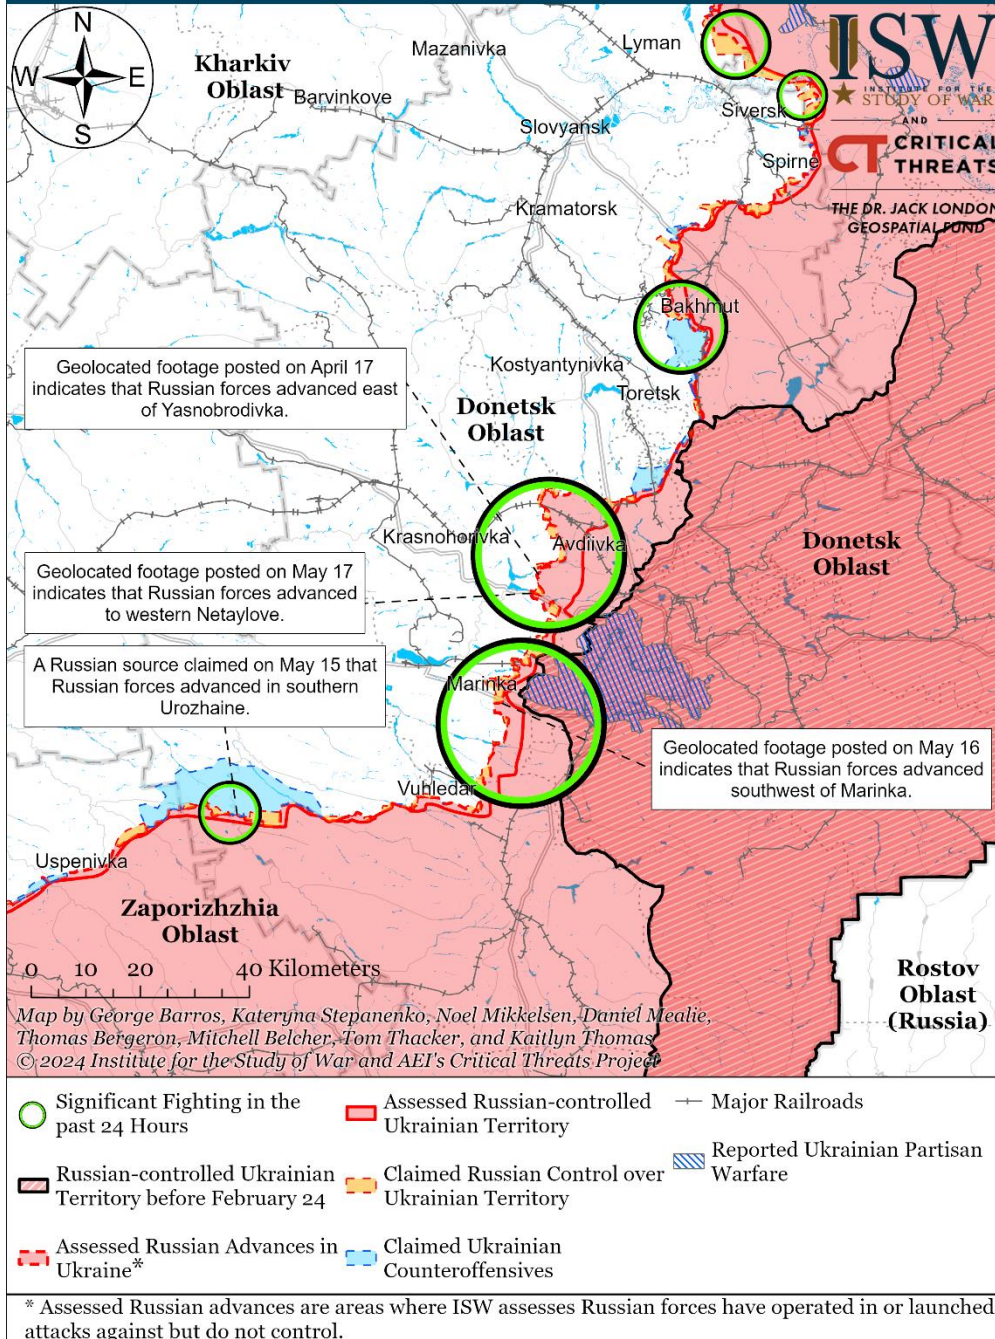 N
W
E
S
Kharkiv
Oblast
Mazanivka
Barvinkove
Lyman
Slovyansk
Siversk
Spirne
Kramatorsk
ISW
INSTITUTE FOR THE
STUDY OF WAR
AND
CT
CRITICAL
THREATS
THE DR. JACK LONDON
GEOSPATIAL FUND
Bakhmut
Geolocated footage posted on April 17
indicates that Russian forces advanced east
of Yasnobrodivka.
Kostyantynivka
Toretsk
Donetsk
Oblast
Krasnohorivka
Avdiivka
Donetsk
Oblast
Geolocated footage posted on May 17
indicates that Russian forces advanced
to western Netaylove.
A Russian source claimed on May 15 that
Russian forces advanced in southern
Urozhaine.
Marinka
Geolocated footage posted on May 16
indicates that Russian forces advanced
southwest of Marinka.
Vuhledar
Uspenivka
Zaporizhzhia
Oblast
Rostov
Oblast
(Russia)
0 10 20 40 Kilometers
Map by George Barros, Kateryna Stepanenko, Noel Mikkelsen, Daniel Mealie,
Thomas Bergeron, Mitchell Belcher, Tom Thacker, and Kaitlyn Thomas
© 2024 Institute for the Study of War and AEI's Critical Threats Project
Significant Fighting in the
past 24 Hours
Russian-controlled Ukrainian
Territory before February 24
Assessed Russian Advances in
Ukraine*
Assessed Russian-controlled
Ukrainian Territory
Claimed Russian Control over
Ukrainian Territory
Claimed Ukrainian
Counteroffensives
Major Railroads
Reported Ukrainian Partisan
Warfare
* Assessed Russian advances are areas where ISW assesses Russian forces have operated in or launched
attacks against but do not control.